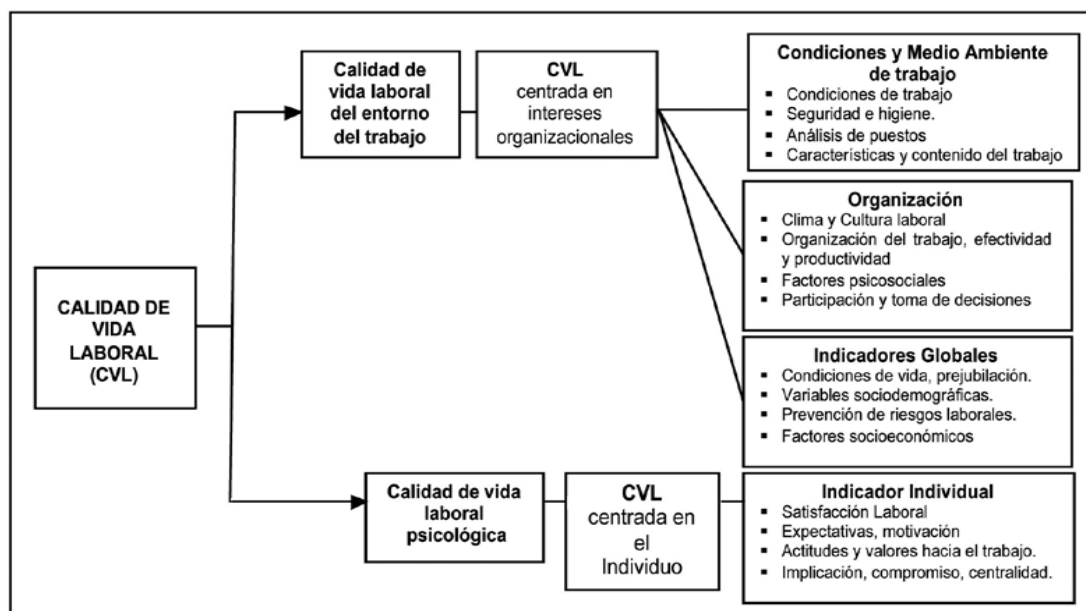 CALIDAD DE
VIDA
LABORAL
(CVL)
Calidad de
vida laboral
del entorno
del trabajo
CVL
centrada en
intereses
organizacionales
Condiciones y Medio Ambiente
de trabajo
▪ Condiciones de trabajo
▪ Seguridad e higiene.
▪ Análisis de puestos
▪ Características y contenido del trabajo
Organización
▪ Clima y Cultura laboral
▪ Organización del trabajo, efectividad
y productividad
▪ Factores psicosociales
▪ Participación y toma de decisiones
Indicadores Globales
▪ Condiciones de vida, prejubilación.
▪ Variables sociodemográficas.
▪ Prevención de riesgos laborales.
▪ Factores socioeconómicos
Calidad de vida
laboral
psicológica
CVL
centrada en
el
Individuo
Indicador Individual
▪ Satisfacción Laboral
▪ Expectativas, motivación
▪ Actitudes y valores hacia el trabajo.
▪ Implicación, compromiso, centralidad.